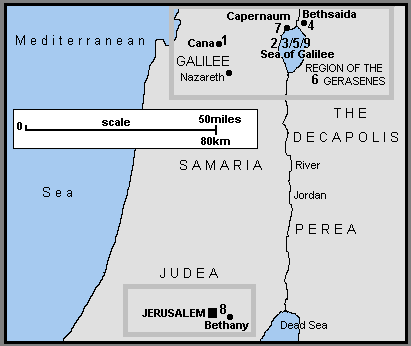 Capernaum Bethsaida
7 4
Mediterranean
Cana 1
2/3/5/9
Sea of Galilee
GALILEE
REGION OF THE
6 GERASENES
Nazareth
THE
DECAPOLIS
50miles
0 scale
80km
SAMARIA
River
Sea
Jordan
PEREA
JUDEA
JERUSALEM 8
Bethany
Dead Sea